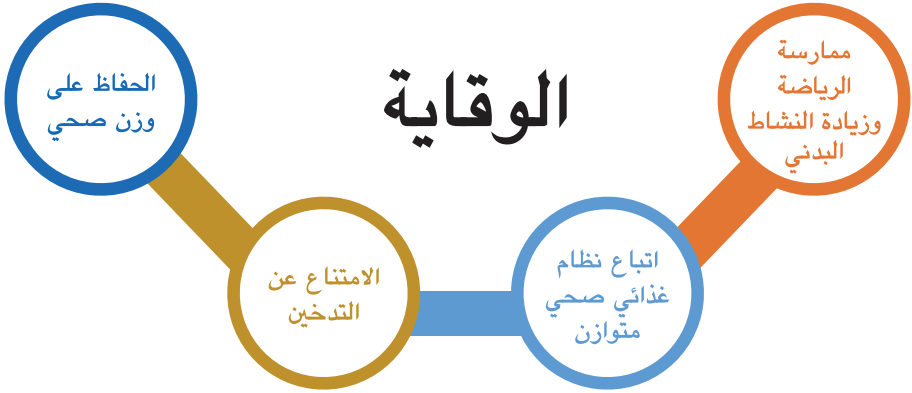 الوقاية
ممارسة
الرياضة
وزيادة النشاط
البدني
اتباع نظام
غذائي صحي
متوازن
الامتناع عن
التدخين
الحفاظ على
وزن صحي